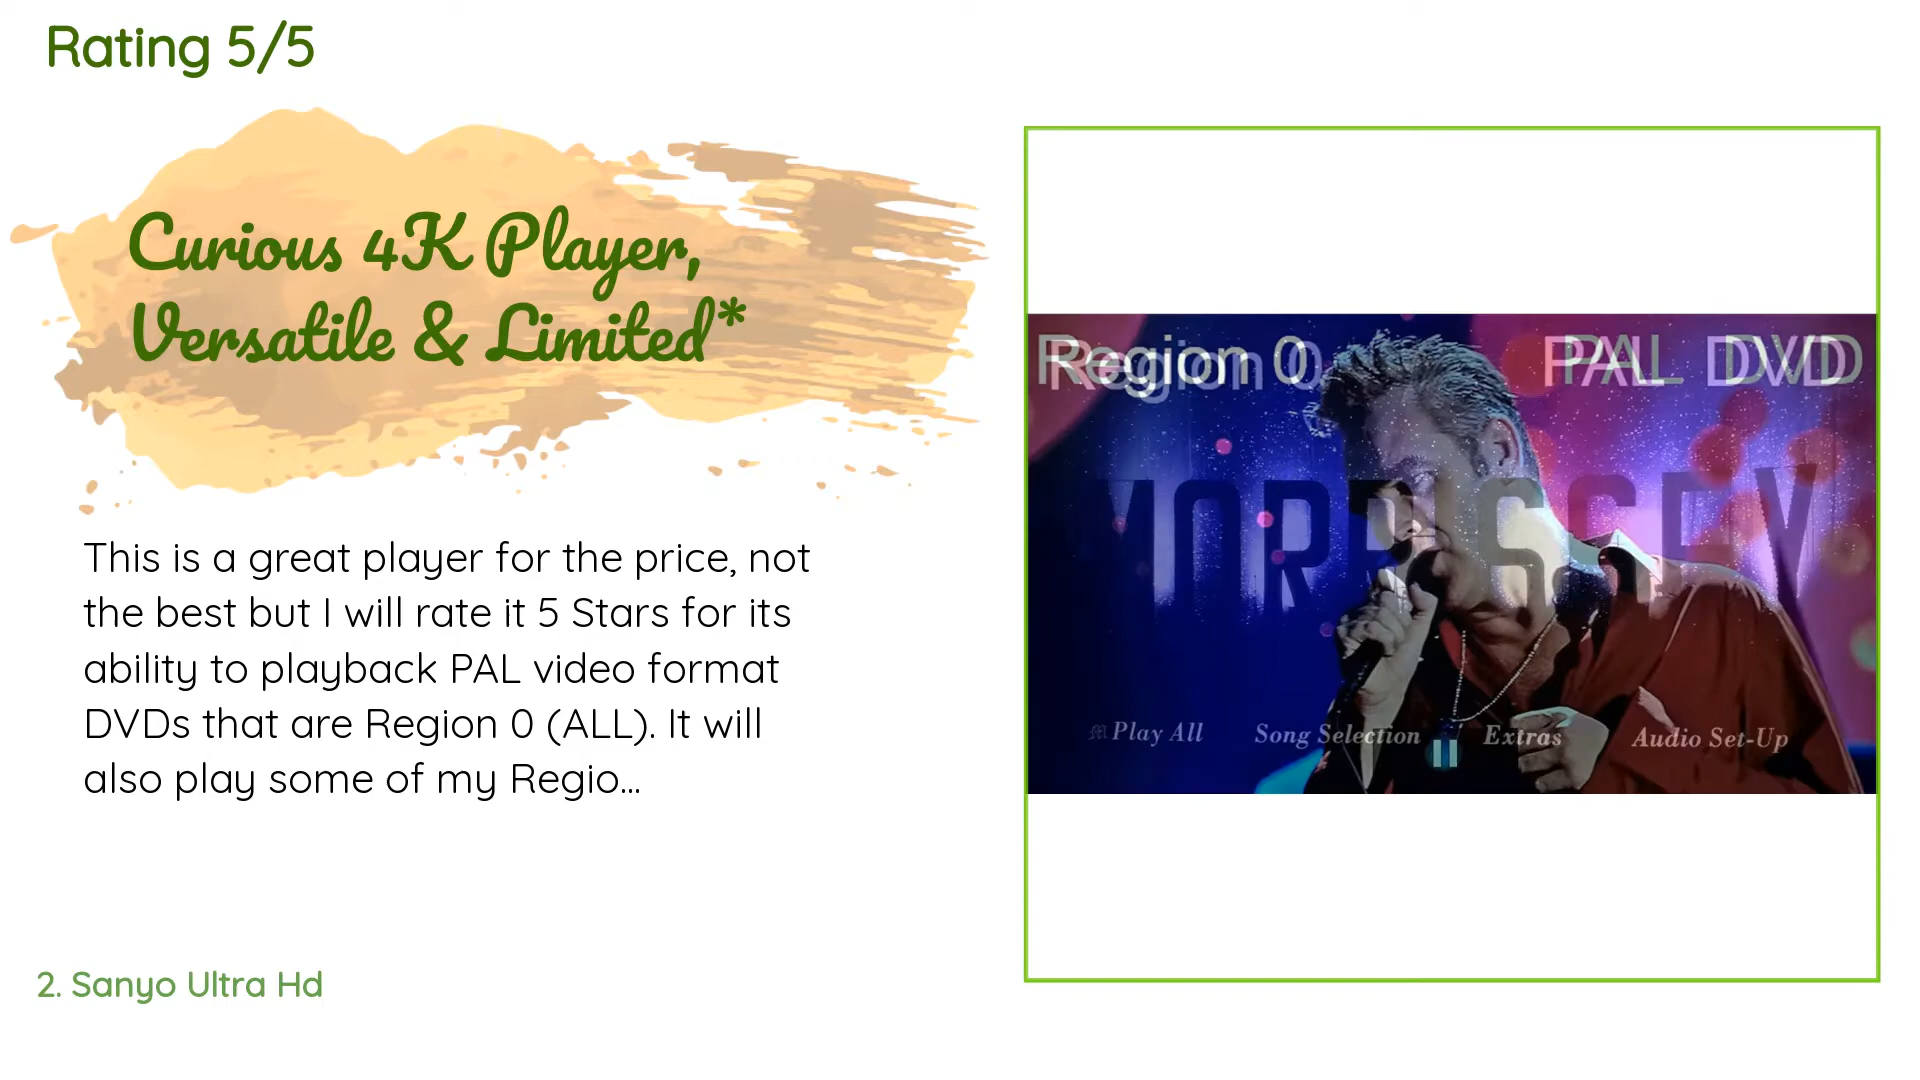 Rating 5/5
Curious 4K Player,
Versatile & Limited*
This is a great player for the price, not
the best but I will rate it 5 Stars for its
ability to playback PAL video format
DVDs that are Region 0 (ALL). It will
also play some of my Regio...
Region 0 PAL DVD
MORRISSEY
Play All Song Selection Extras Audio Set-Up
2. Sanyo Ultra Hd